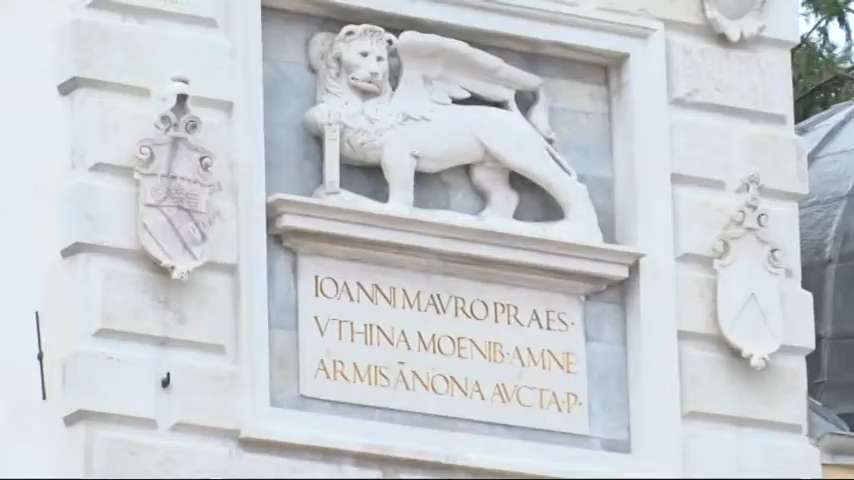 IOANNI MAVRO PRAES·
VTHINA MOENIB·AMNE
ARMIS ĀNONA AVCTA·P·